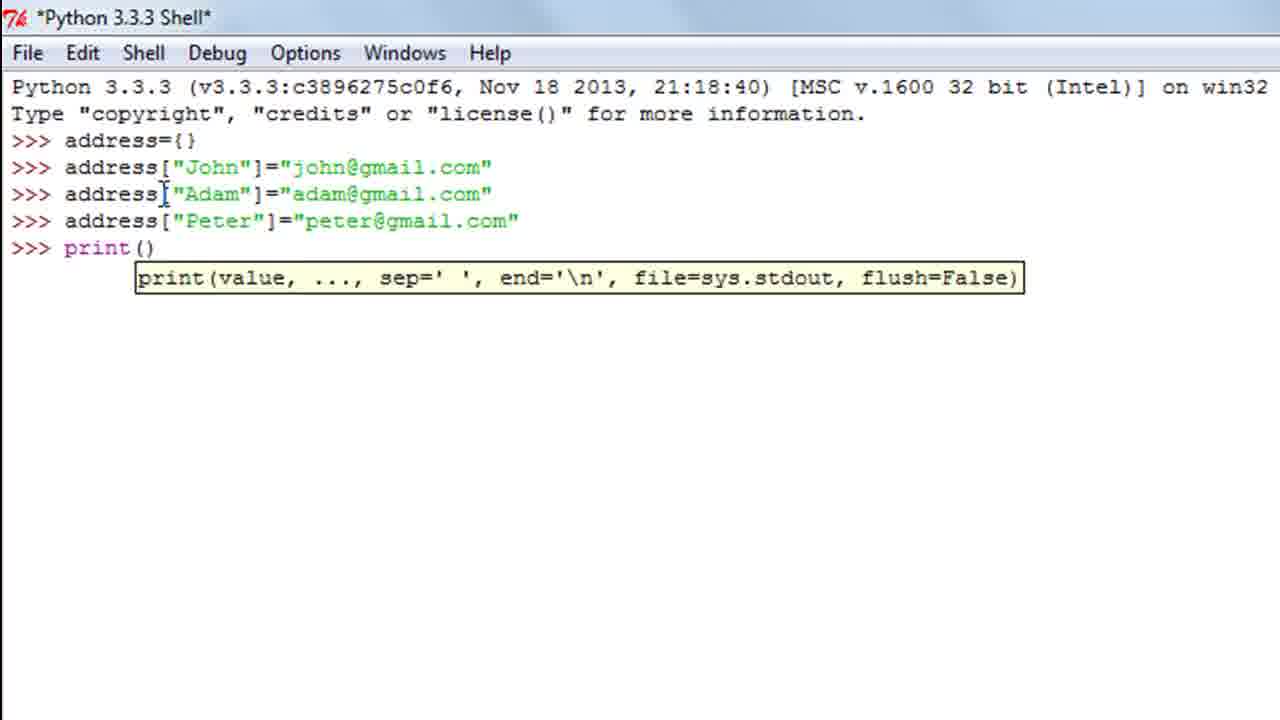 *Python 3.3.3 Shell*
File Edit Shell Debug Options Windows Help
Python 3.3.3 (v3.3.3:c3896275c0f6, Nov 18 2013, 21:18:40) [MSC v.1600 32 bit (Intel)] on win32
Type "copyright", "credits" or "license()" for more information.
>>> address={}
>>> address["John"]="john@gmail.com"
>>> address["Adam"]="adam@gmail.com"
>>> address["Peter"]="peter@gmail.com"
>>> print()
print(value, ..., sep=' ', end='\n', file=sys.stdout, flush=False)